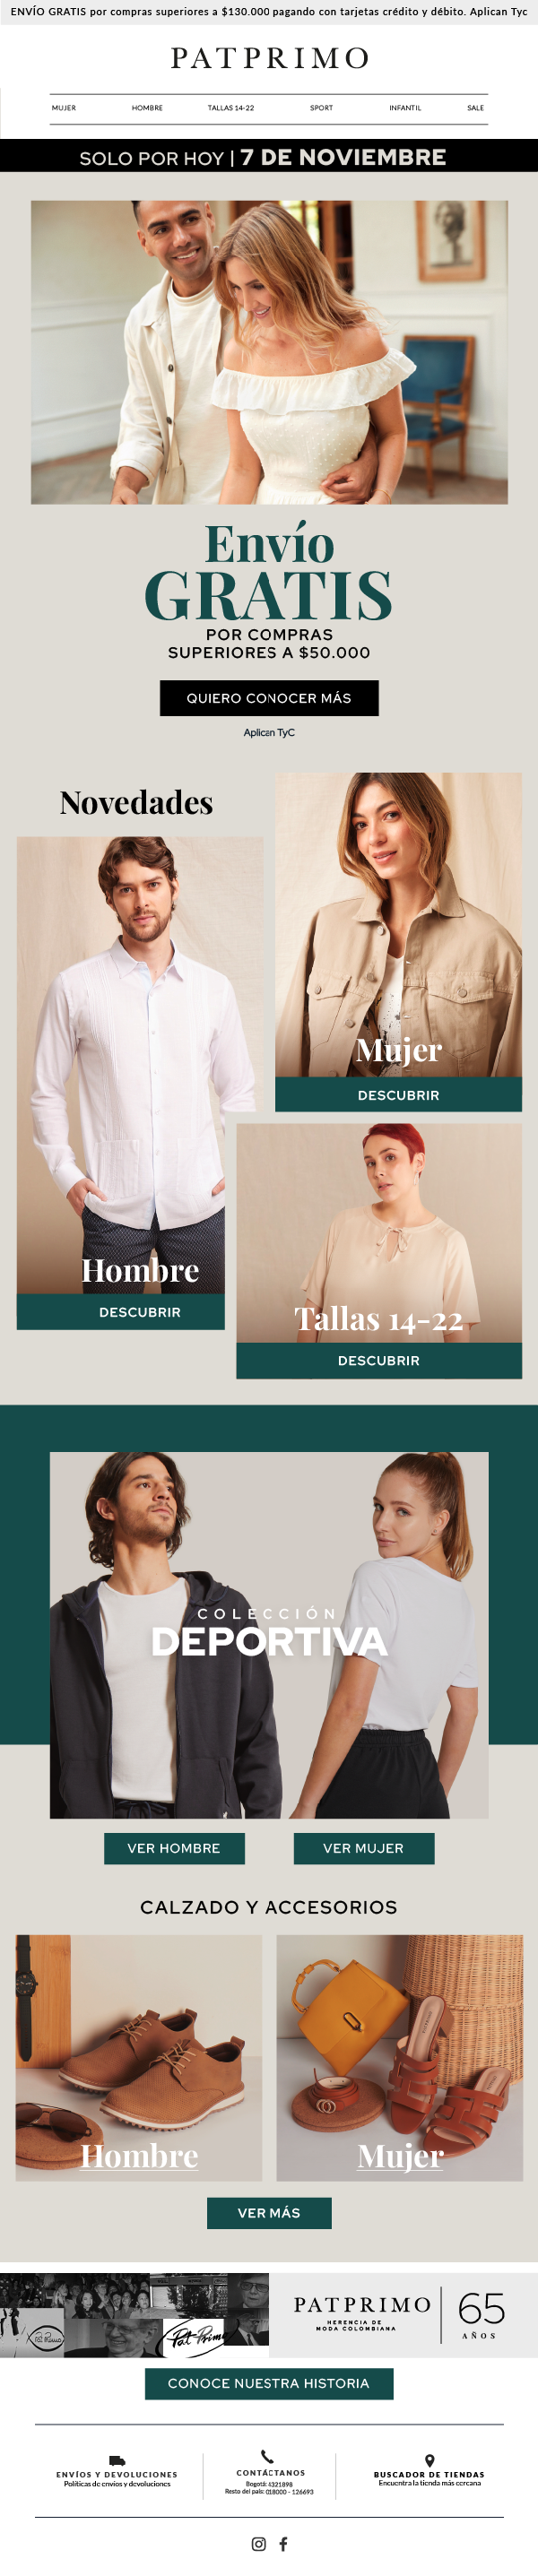 ENVÍO GRATIS por compras superiores a $130.000 pagando con tarjetas crédito y débito. Aplican Tyc
PATPRIMO
MUJER HOMBRE TALLAS 14-22 SPORT INFANTIL SALE
SOLO POR HOY | 7 DE NOVIEMBRE
Envío
GRATIS
POR COMPRAS
SUPERIORES A $50.000
QUIERO CONOCER MÁS
Aplican TyC
Novedades
Mujer
DESCUBRIR
Hombre
DESCUBRIR
Tallas 14-22
DESCUBRIR
COLECCIÓN
DEPORTIVA
VER HOMBRE VER MUJER
CALZADO Y ACCESORIOS
Hombre Mujer
VER MÁS
Pat Primo
PATPRIMO
HERENCIA DE
MODA COLOMBIANA
65
AÑOS
CONOCE NUESTRA HISTORIA
ENVÍOS Y DEVOLUCIONES
Políticas de envíos y devoluciones
CONTÁCTANOS
Bogotá: 4321898
Resto del país: 018000 - 126693
BUSCADOR DE TIENDAS
Encuentra la tienda más cercana